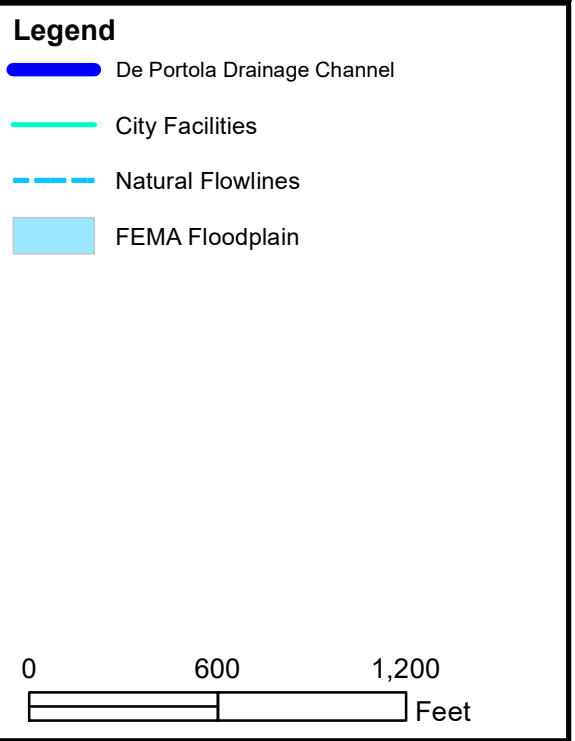 Legend
De Portola Drainage Channel
City Facilities
Natural Flowlines
FEMA Floodplain
0 600 1,200
Feet